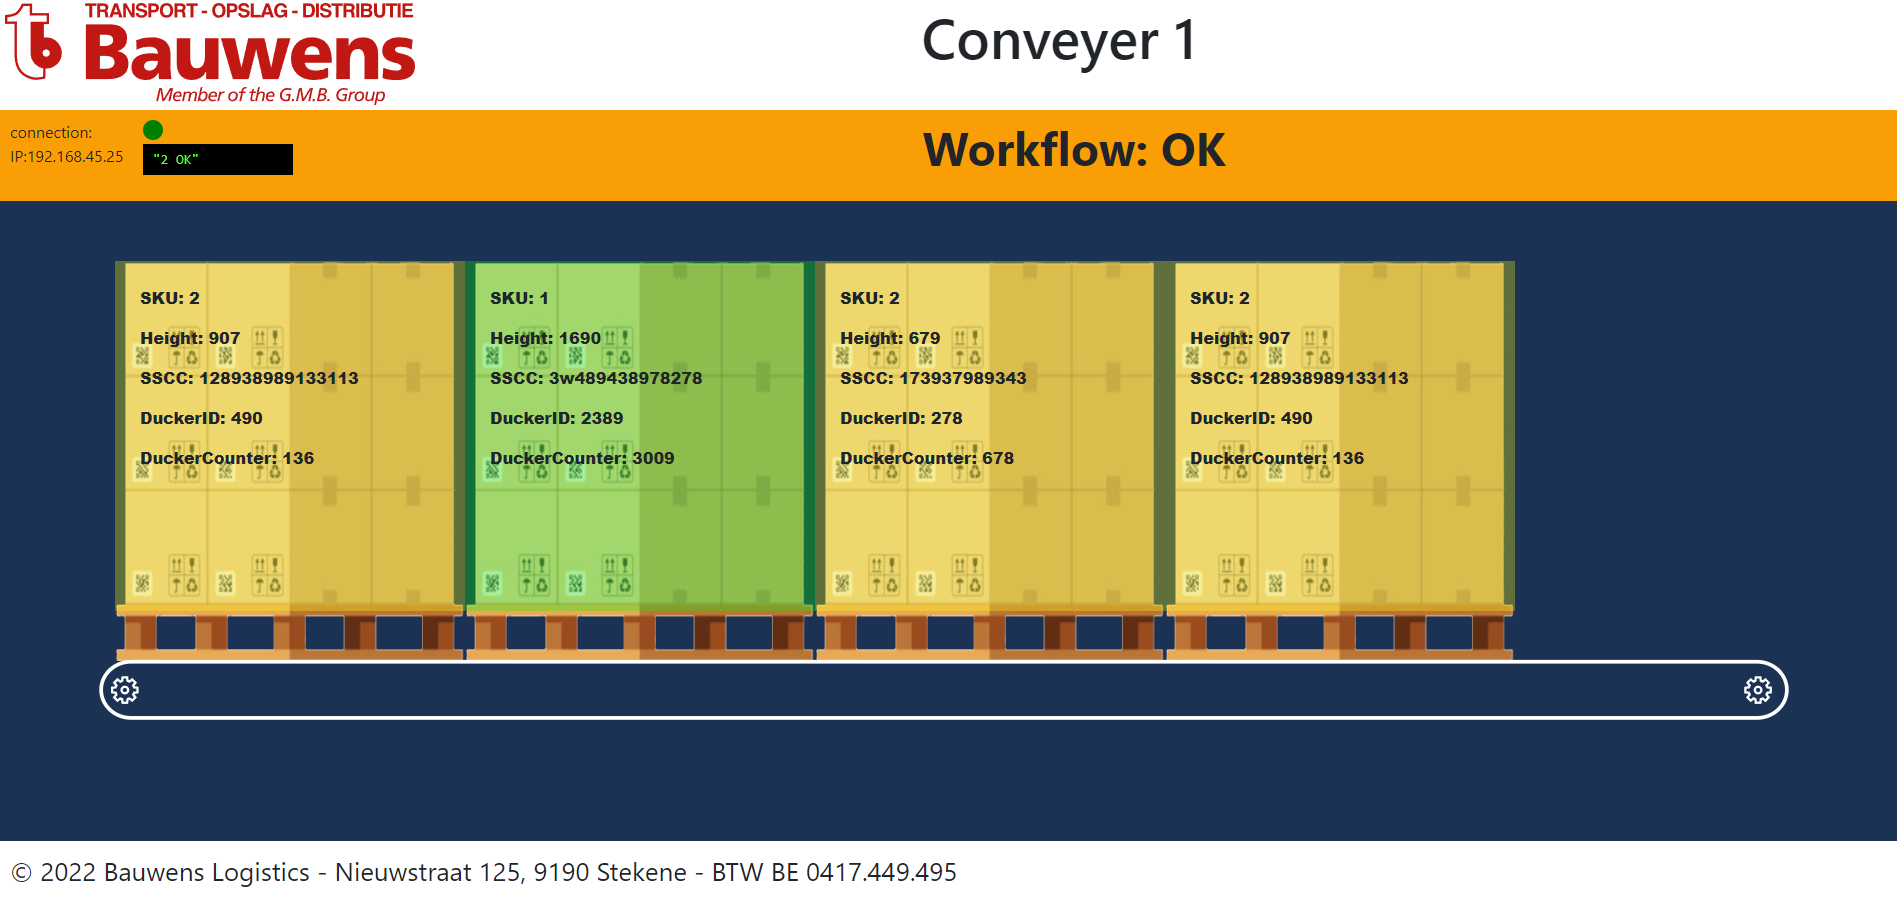 TRANSPORT - OPSLAG - DISTRIBUTIE
tb Bauwens
Member of the G.M.B. Group
Conveyer 1
connection:
IP:192.168.45.25
"2 OK"
Workflow: OK
SKU: 2
Height: 907
SSCC: 128938989133113
DuckerID: 490
DuckerCounter: 136
SKU: 1
Height: 1690
SSCC: 3w489438978278
DuckerID: 2389
DuckerCounter: 3009
SKU: 2
Height: 679
SSCC: 173937989343
DuckerID: 278
DuckerCounter: 678
SKU: 2
Height: 907
SSCC: 128938989133113
DuckerID: 490
DuckerCounter: 136
© 2022 Bauwens Logistics - Nieuwstraat 125, 9190 Stekene - BTW BE 0417.449.495